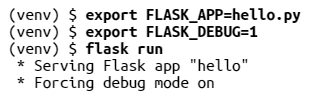 (venv) $ export FLASK_APP=hello.py
(venv) $ export FLASK_DEBUG=1
(venv) $ flask run
* Serving Flask app "hello"
* Forcing debug mode on